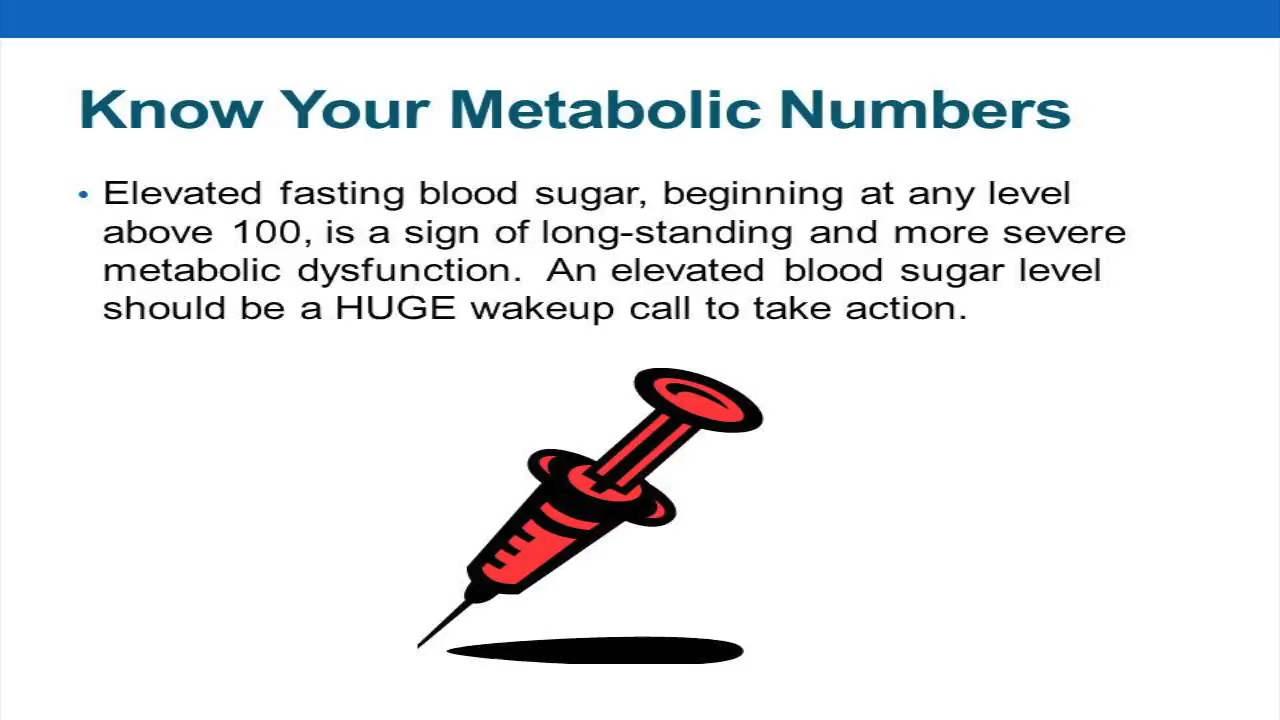 Know Your Metabolic Numbers
• Elevated fasting blood sugar, beginning at any level
above 100, is a sign of long-standing and more severe
metabolic dysfunction.  An elevated blood sugar level
should be a HUGE wakeup call to take action.